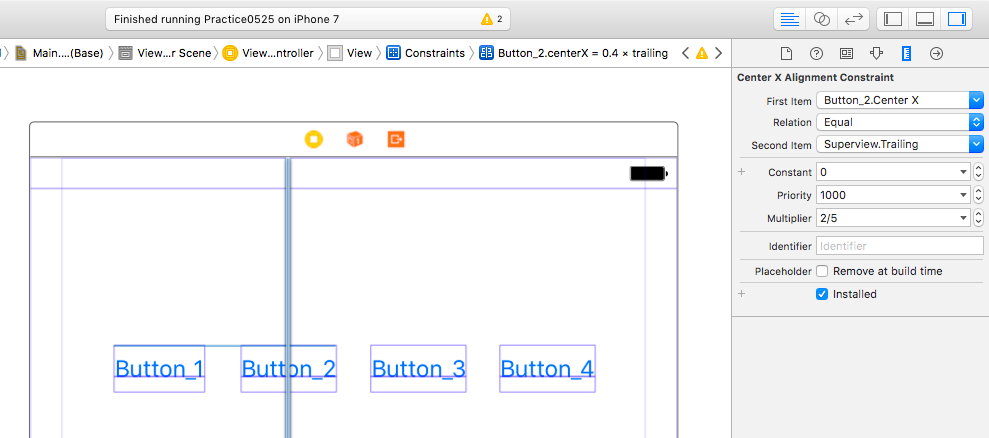 Finished running Practice0525 on iPhone 7
2
Main....(Base)
View...r Scene
View...ntroller
View
Constraints
Button_2.centerX = 0.4 × trailing
Center X Alignment Constraint
First Item Button_2.Center X
Relation Equal
Second Item Superview.Trailing
Constant 0
Priority 1000
Multiplier 2/5
Identifier Identifier
Placeholder Remove at build time
Installed
Button_1
Button_2
Button_3
Button_4